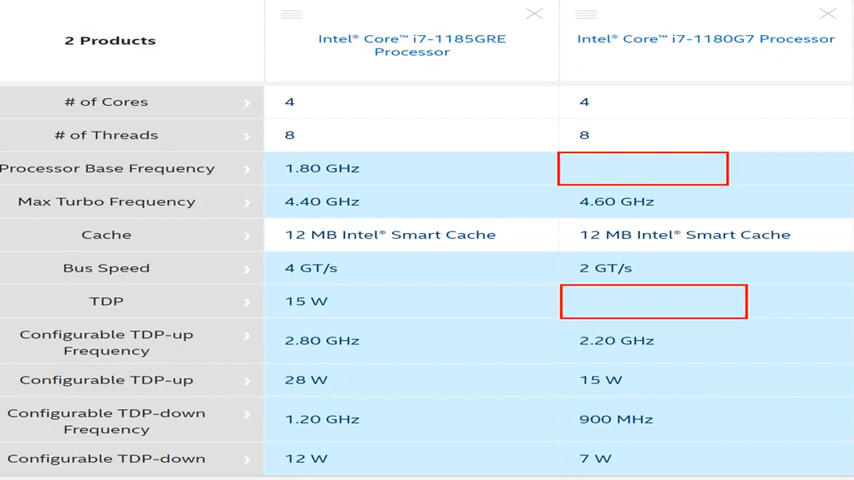 2 Products
Intel® Core™ i7-1185GRE
Processor
Intel® Core™ i7-1180G7 Processor
# of Cores 4 4
# of Threads 8 8
Processor Base Frequency 1.80 GHz
Max Turbo Frequency 4.40 GHz 4.60 GHz
Cache 12 MB Intel® Smart Cache 12 MB Intel® Smart Cache
Bus Speed 4 GT/s 2 GT/s
TDP 15 W
Configurable TDP-up
Frequency
2.80 GHz 2.20 GHz
Configurable TDP-up 28 W 15 W
Configurable TDP-down
Frequency
1.20 GHz 900 MHz
Configurable TDP-down 12 W 7 W